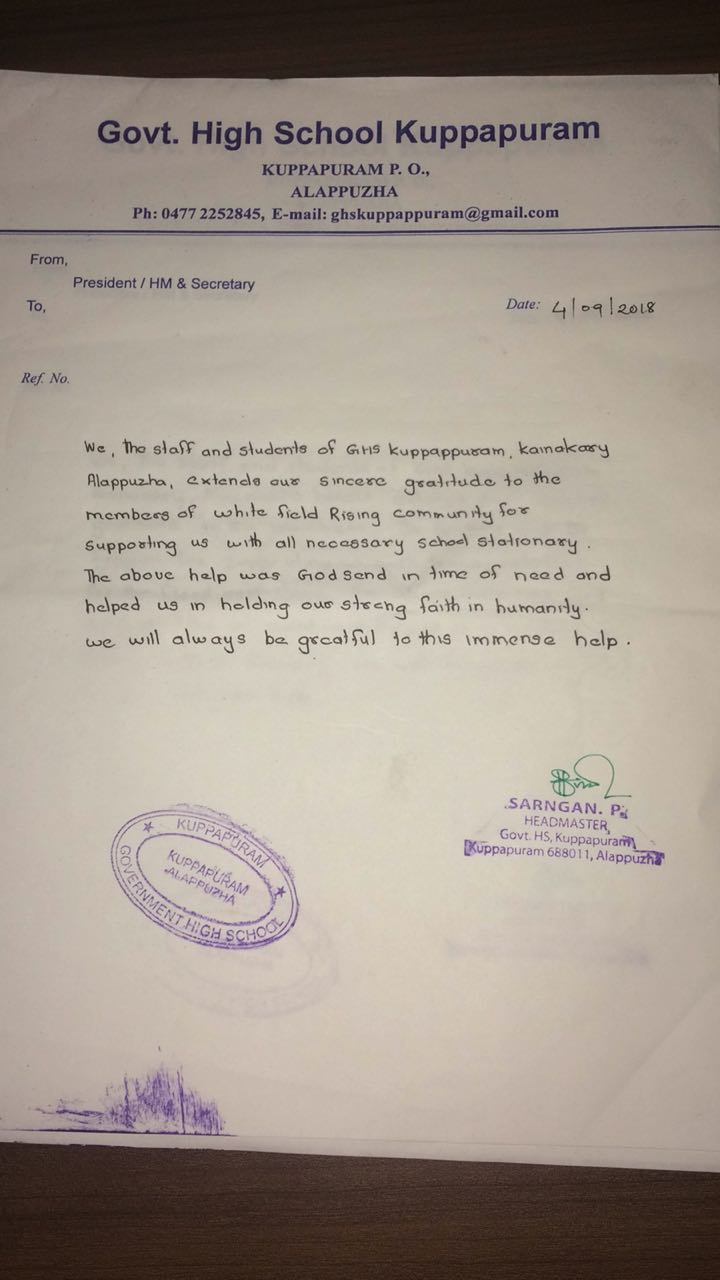 Govt. High School Kuppapuram
KUPPAPURAM P. O.,
ALAPPUZHA
Ph: 0477 2252845, E-mail: ghskuppappuram@gmail.com
From,
President / HM & Secretary
To,
Date: 4/09/2018
Ref. No.
We, the staff and students of GHS Kuppappuram, kainakary
Alappuzha, extends our sincere gratitude to the
members of white field Rising community for
supporting us with all necessary school stationary.
The above help was God send in time of need and
helped us in holding our strong faith in humanity.
we will always be greatful to this immense help.
SARNGAN. P.
HEADMASTER,
Govt. HS, Kuppapuram
Kuppapuram 688011, Alappuzha
KUPPAPURAM
KUPPAPURAM
ALAPPUZHA
GOVERNMENT HIGH SCHOOL